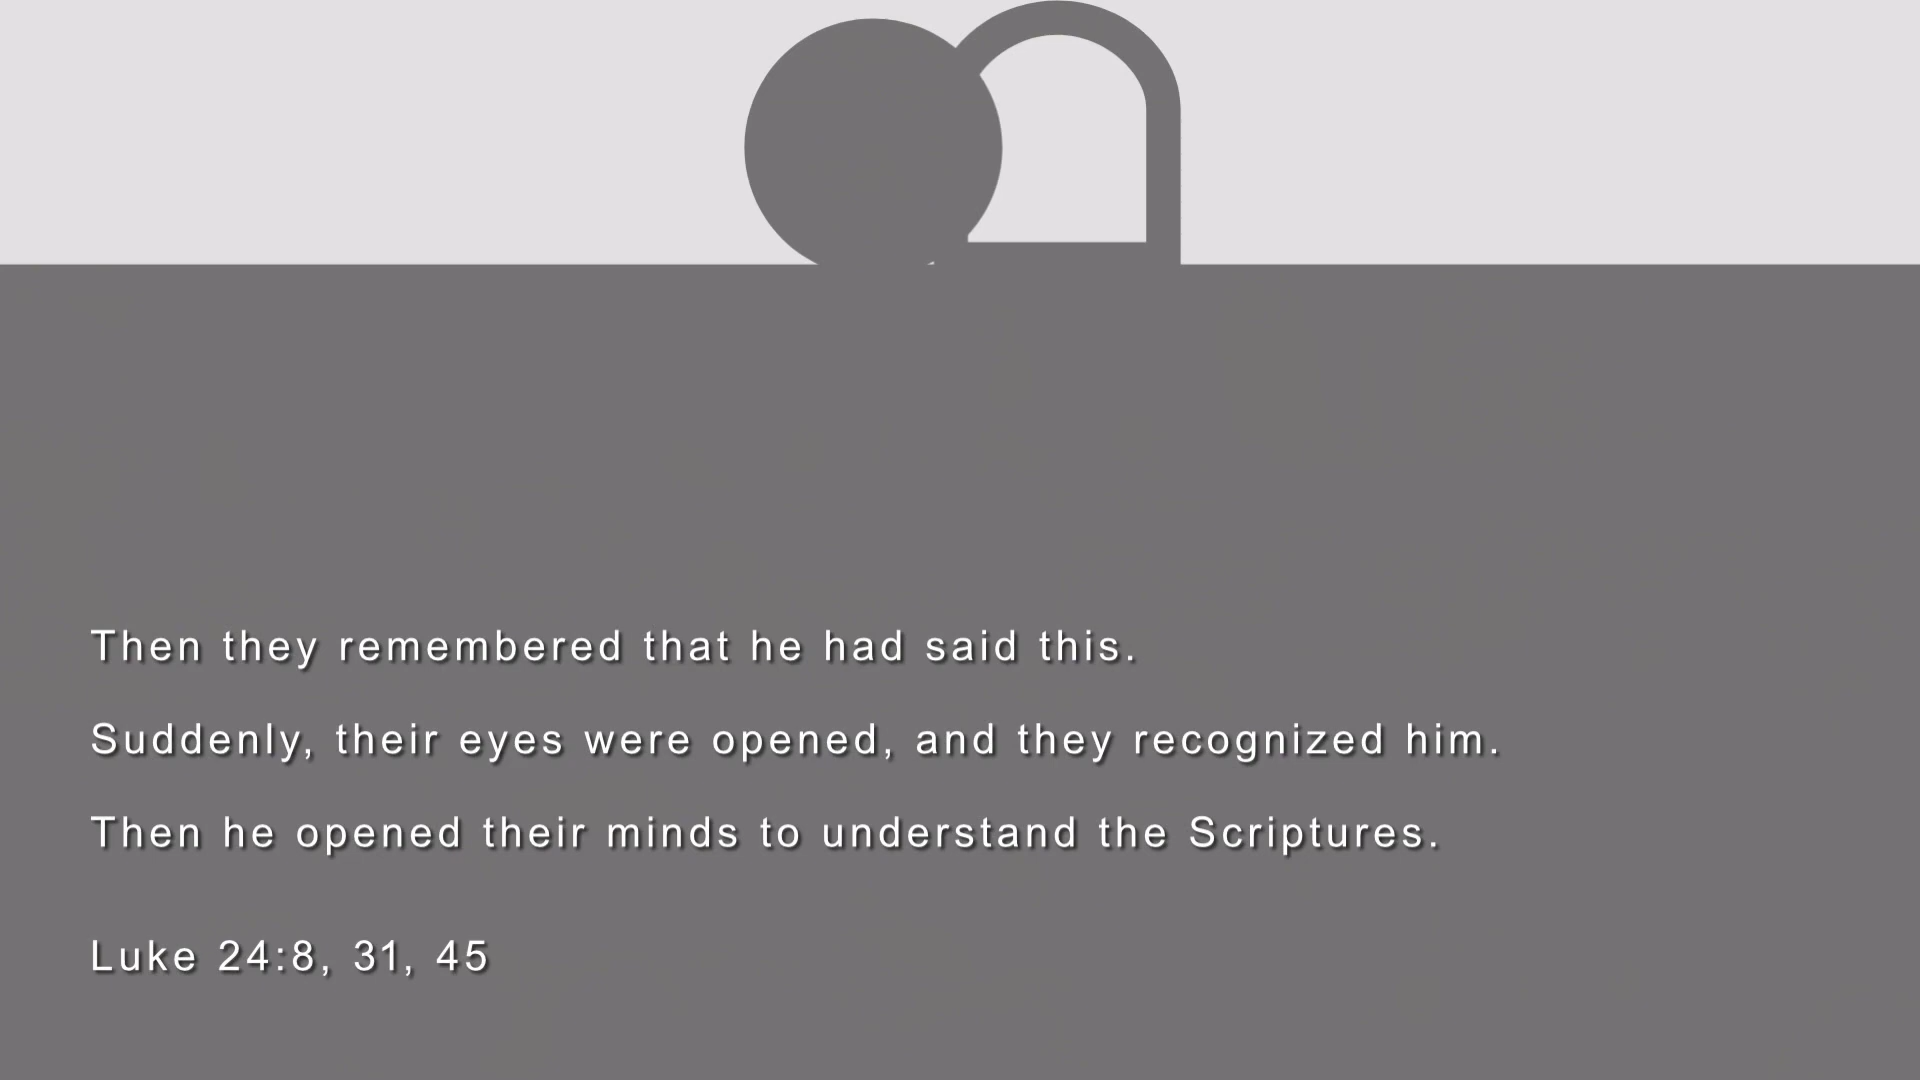 Then they remembered that he had said this.
Suddenly, their eyes were opened, and they recognized him.
Then he opened their minds to understand the Scriptures.
Luke 24:8, 31, 45